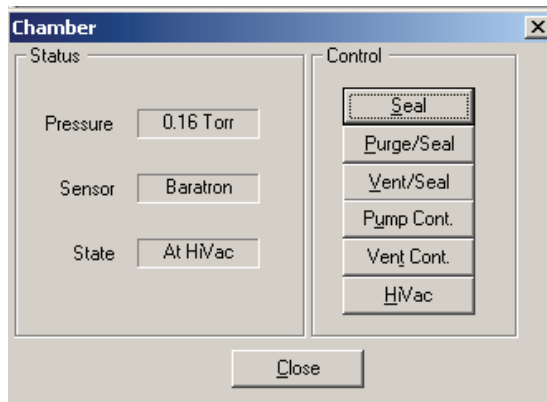 Chamber
Status
Pressure 0.16 Torr
Sensor Baratron
State At HiVac
Control
Seal
Purge/Seal
Vent/Seal
Pump Cont.
Vent Cont.
HiVac
Close